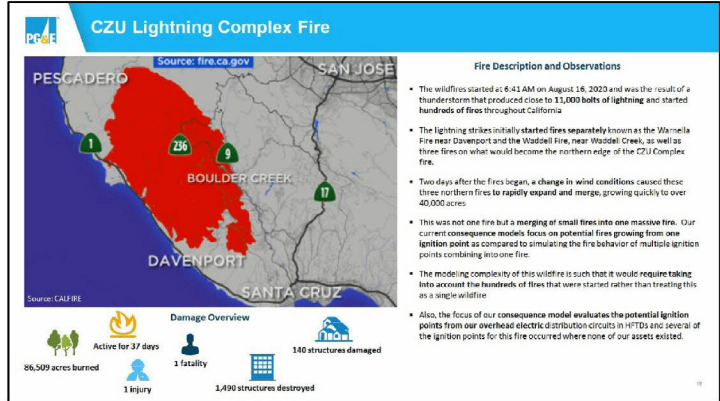 PG&E
CZU Lightning Complex Fire
Source: fire.ca.gov
PESCADERO
SAN JOSE
1
236
9
BOULDER CREEK
17
DAVENPORT
SANTA CRUZ
Source: CALFIRE
Damage Overview
86,509 acres burned
Active for 37 days
1 injury
1 fatality
1,490 structures destroyed
140 structures damaged
Fire Description and Observations
▪ The wildfires started at 6:41 AM on August 16, 2020 and was the result of a
thunderstorm that produced close to 11,000 bolts of lightning and started
hundreds of fires throughout California
▪ The lightning strikes initially started fires separately known as the Warnella
Fire near Davenport and the Waddell Fire, near Waddell Creek, as well as
three fires on what would become the northern edge of the CZU Complex
fire.
▪ Two days after the fires began, a change in wind conditions caused these
three northern fires to rapidly expand and merge, growing quickly to over
40,000 acres
▪ This was not one fire but a merging of small fires into one massive fire. Our
current consequence models focus on potential fires growing from one
ignition point as compared to simulating the fire behavior of multiple ignition
points combining into one fire.
▪ The modeling complexity of this wildfire is such that it would require taking
into account the hundreds of fires that were started rather than treating this
as a single wildfire
▪ Also, the focus of our consequence model evaluates the potential ignition
points from our overhead electric distribution circuits in HFTDs and several of
the ignition points for this fire occurred where none of our assets existed.